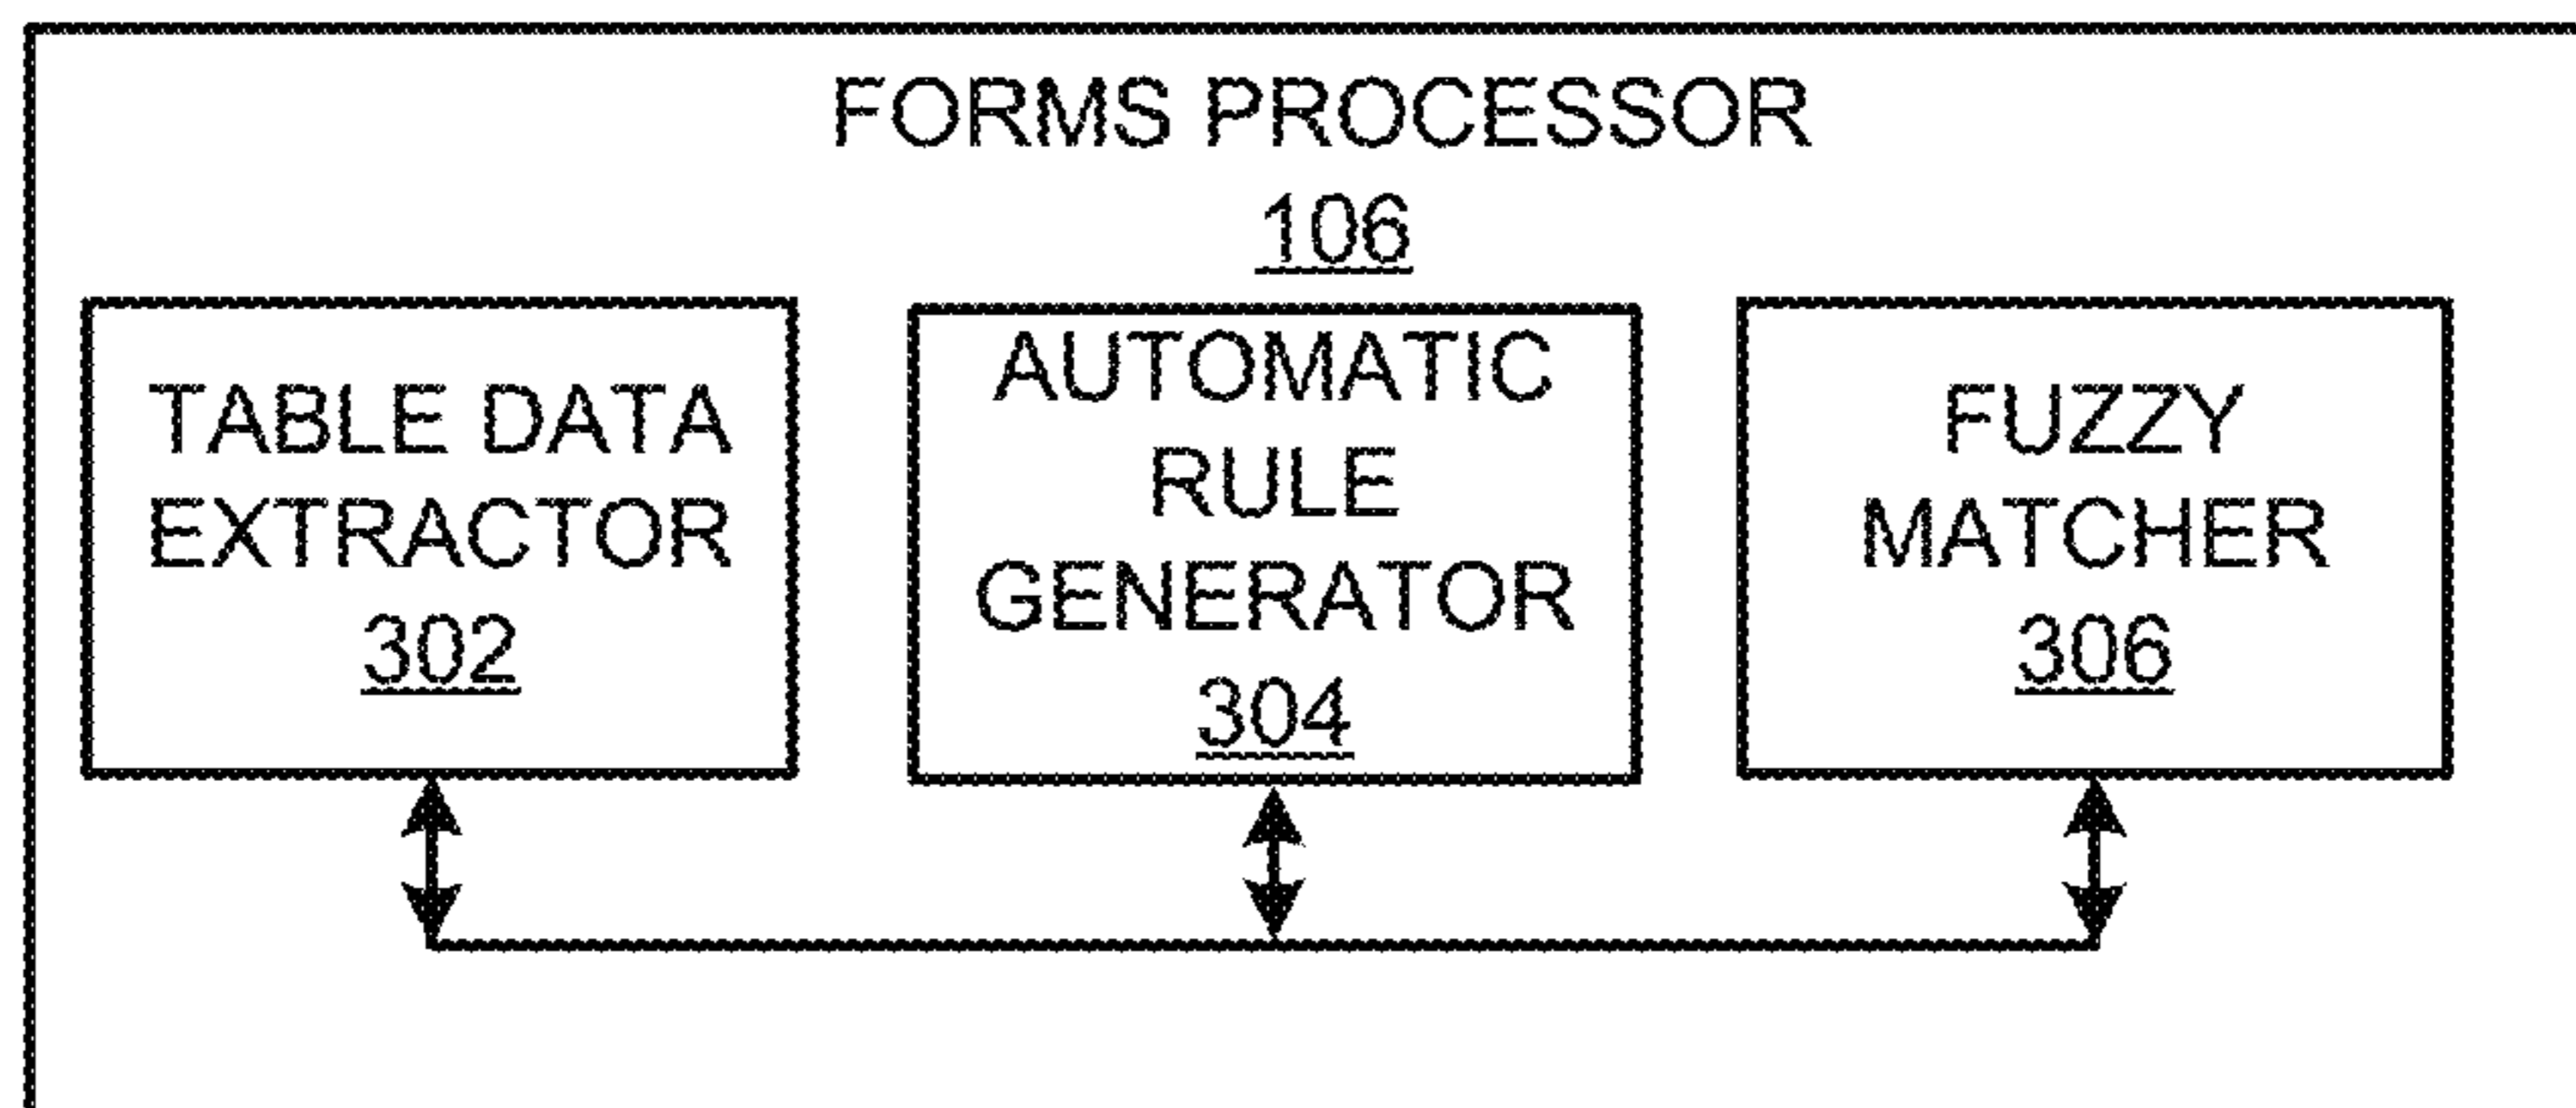 FORMS PROCESSOR
106
TABLE DATA
EXTRACTOR
302
AUTOMATIC
RULE
GENERATOR
304
FUZZY
MATCHER
306